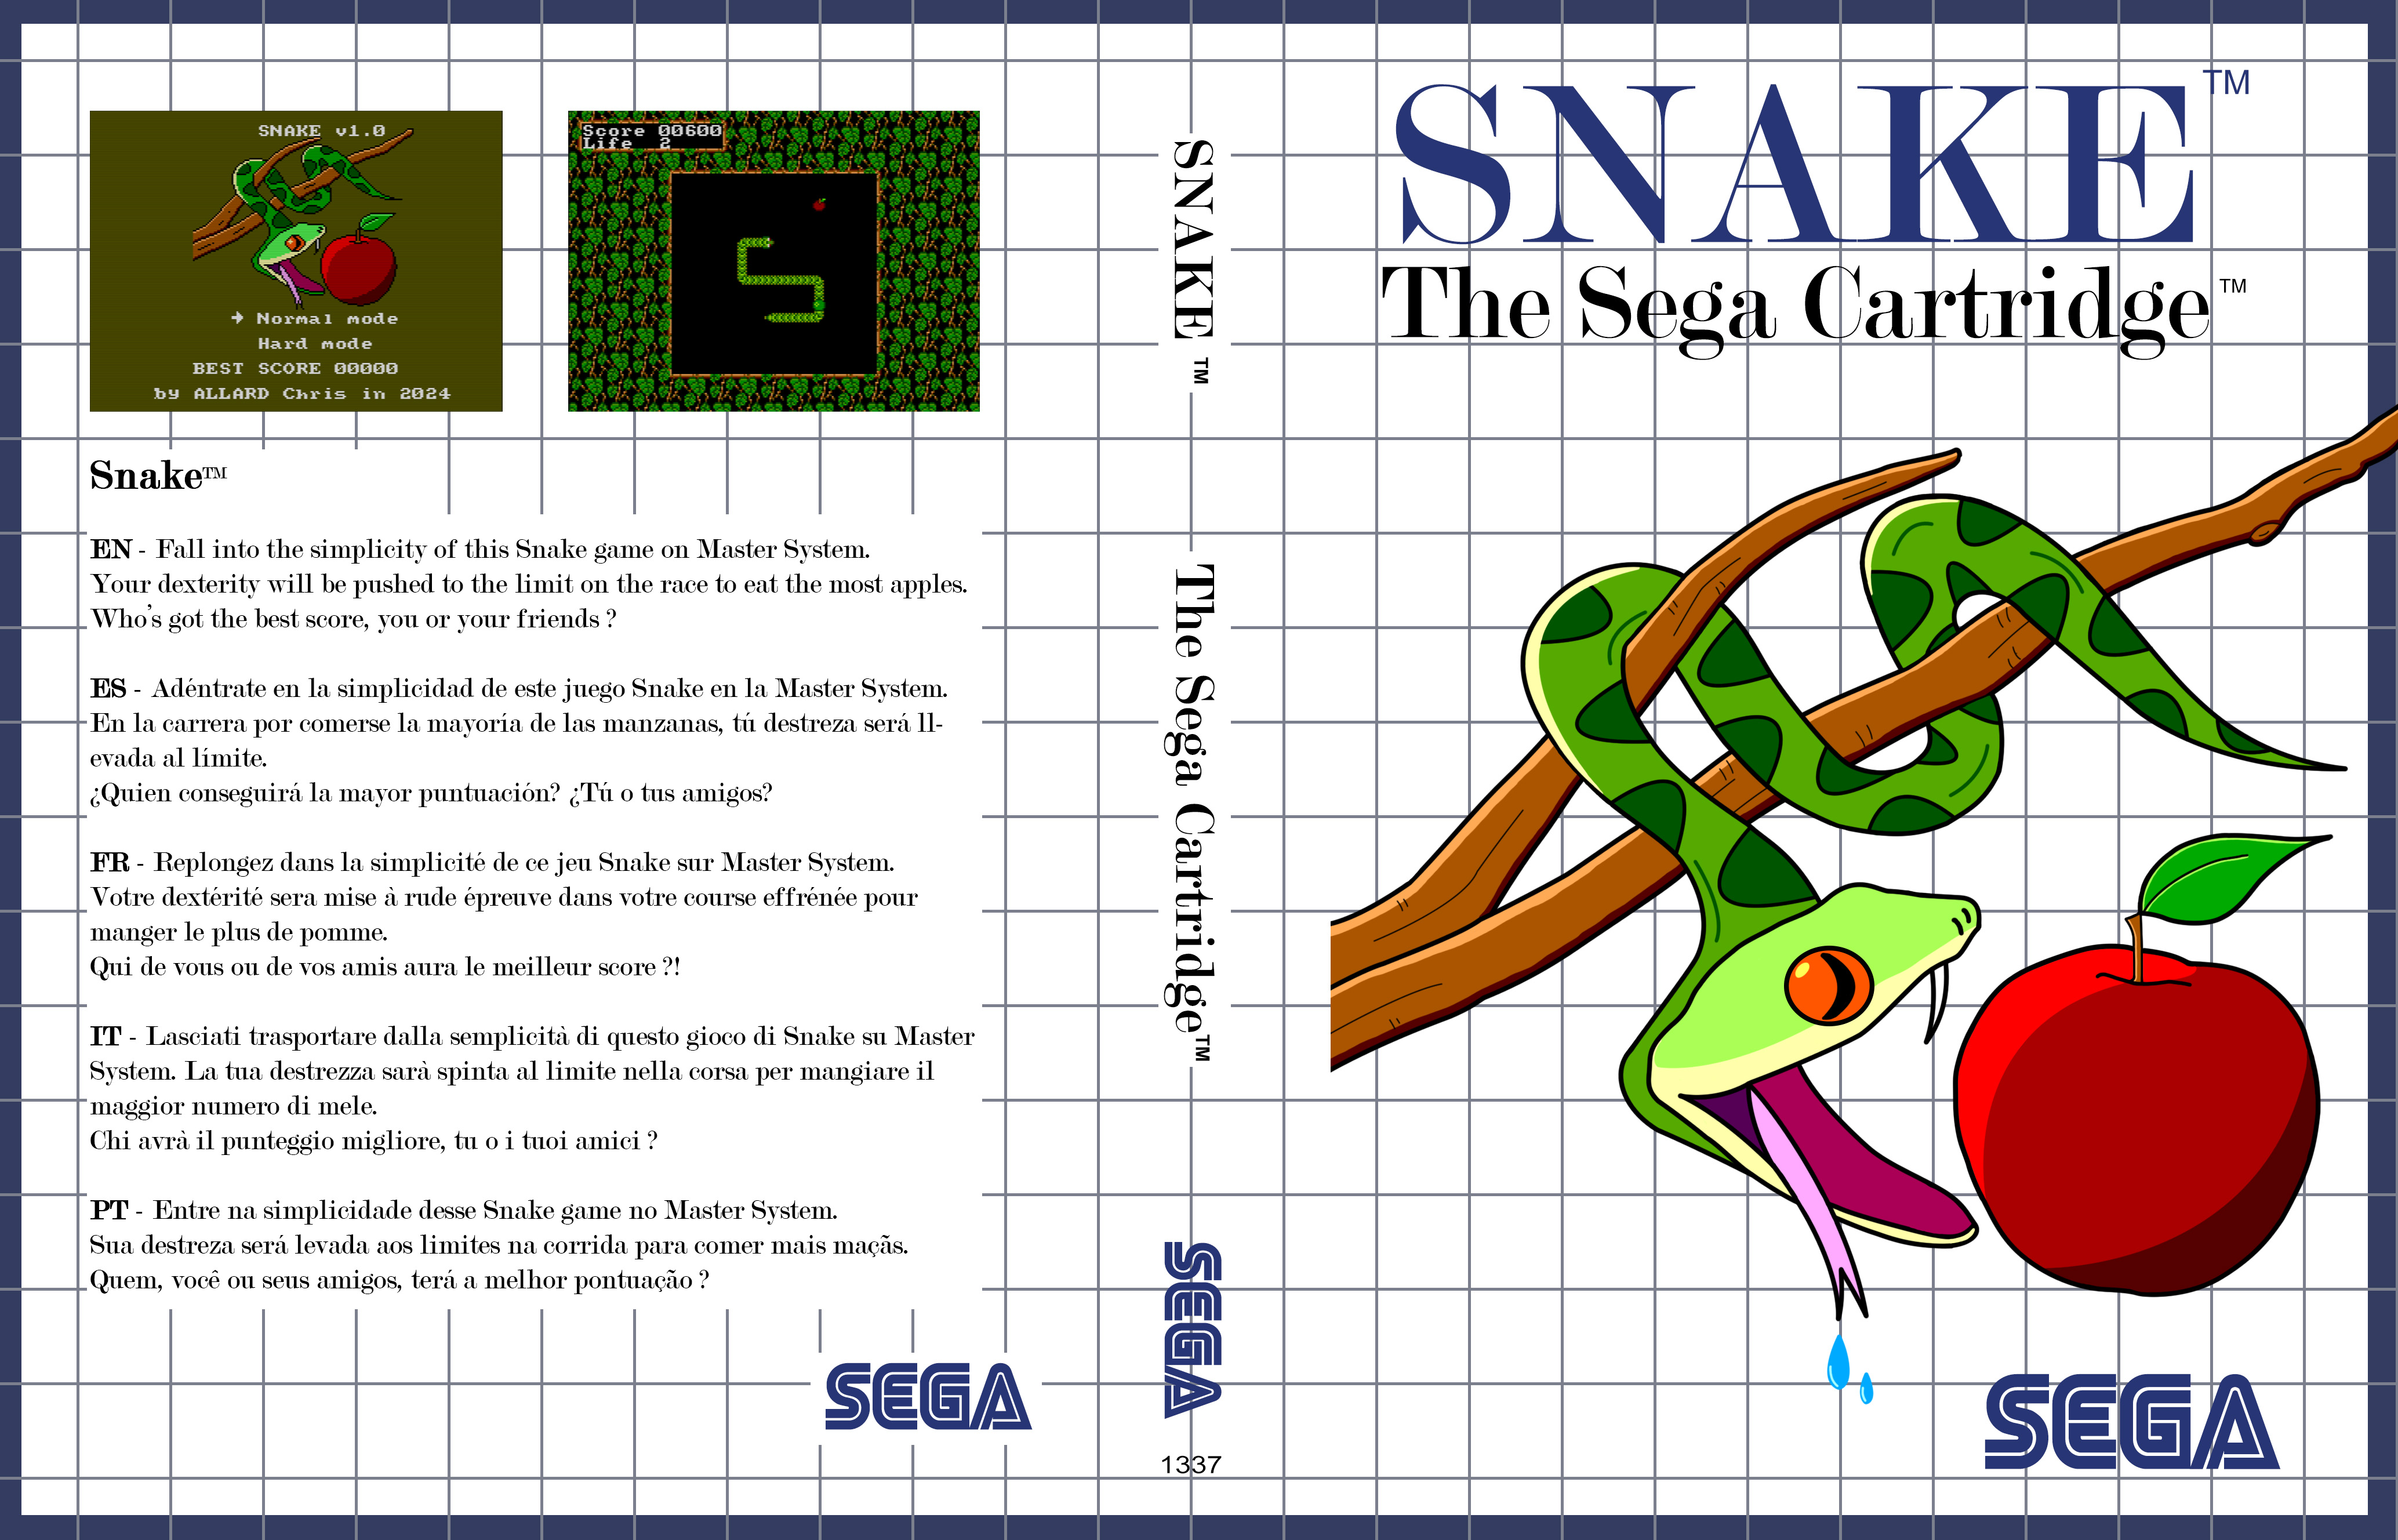 SNAKE v1.0
→ Normal mode
Hard mode
BEST SCORE 00000
by ALLARD Chris in 2024
Score 00600
Life 2
Snake™
EN - Fall into the simplicity of this Snake game on Master System.
Your dexterity will be pushed to the limit on the race to eat the most apples.
Who's got the best score, you or your friends ?
ES - Adéntrate en la simplicidad de este juego Snake en la Master System.
En la carrera por comerse la mayoría de las manzanas, tú destreza será ll-
evada al límite.
¿Quien conseguirá la mayor puntuación? ¿Tú o tus amigos?
FR - Replongez dans la simplicité de ce jeu Snake sur Master System.
Votre dextérité sera mise à rude épreuve dans votre course effrénée pour
manger le plus de pomme.
Qui de vous ou de vos amis aura le meilleur score ?!
IT - Lasciati trasportare dalla semplicità di questo gioco di Snake su Master
System. La tua destrezza sarà spinta al limite nella corsa per mangiare il
maggior numero di mele.
Chi avrà il punteggio migliore, tu o i tuoi amici ?
PT - Entre na simplicidade desse Snake game no Master System.
Sua destreza será levada aos limites na corrida para comer mais maçãs.
Quem, você ou seus amigos, terá a melhor pontuação ?
SEGA
SNAKE ™
The Sega Cartridge™
SEGA
1337
SNAKE™
The Sega Cartridge™
SEGA